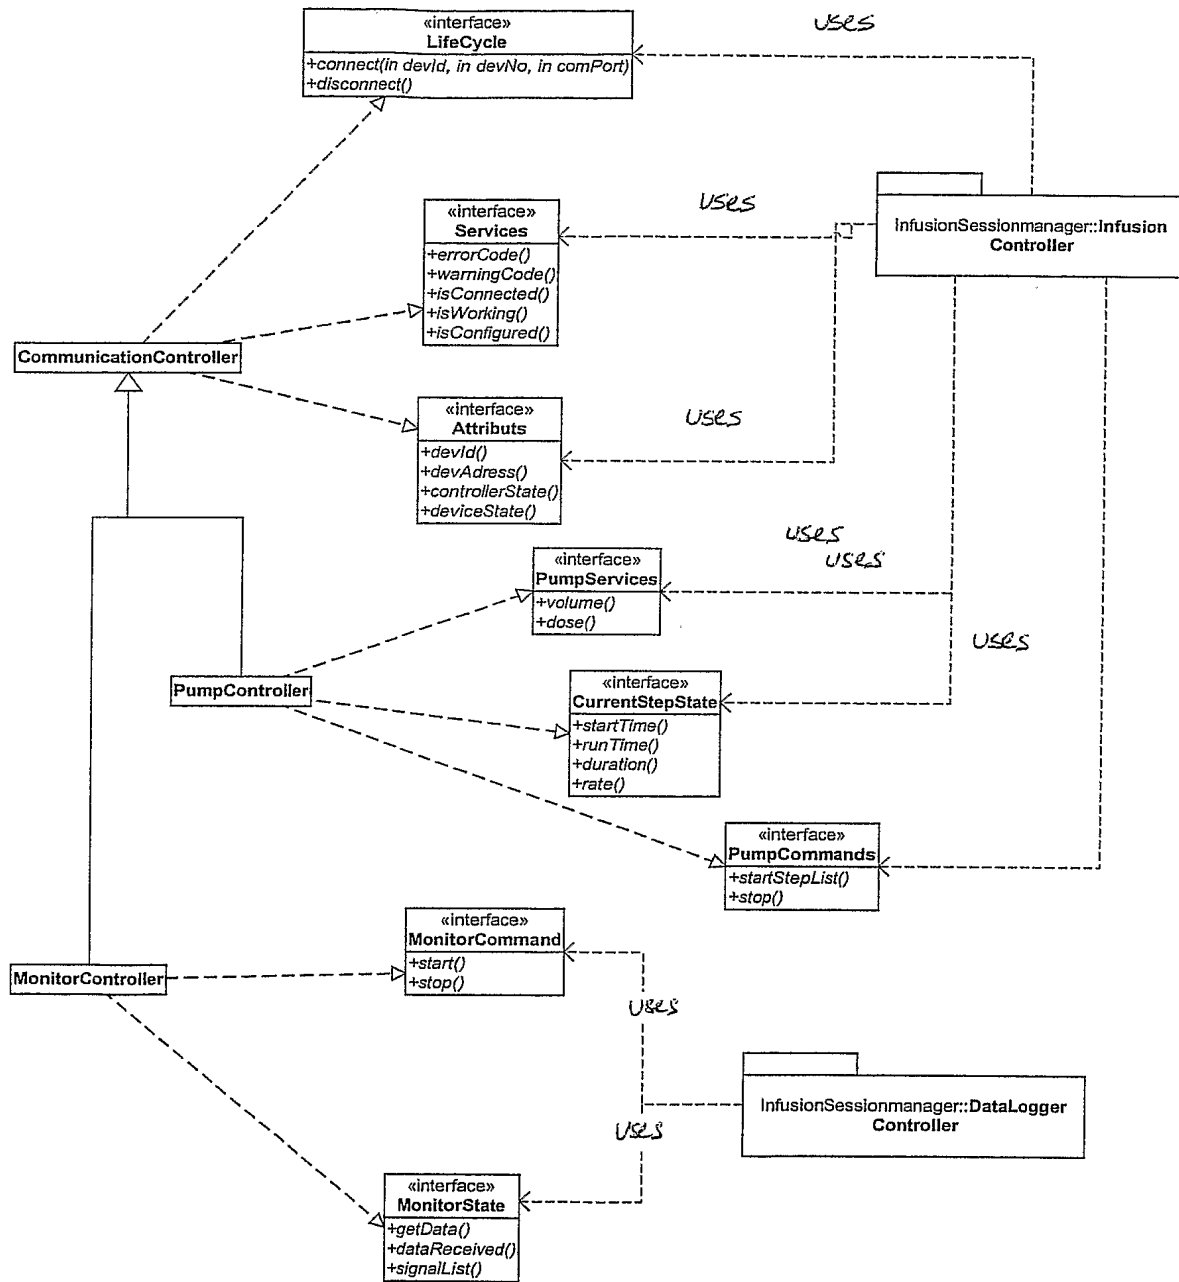 «interface»
LifeCycle
+connect(in devId, in devNo, in comPort)
+disconnect()
uses
InfusionSessionmanager::Infusion
Controller
uses
«interface»
Services
+errorCode()
+warningCode()
+isConnected()
+isWorking()
+isConfigured()
CommunicationController
«interface»
Attributs
+devId()
+devAdress()
+controllerState()
+deviceState()
uses
uses
uses
«interface»
PumpServices
+volume()
+dose()
uses
PumpController
«interface»
CurrentStepState
+startTime()
+runTime()
+duration()
+rate()
«interface»
PumpCommands
+startStepList()
+stop()
«interface»
MonitorCommand
+start()
+stop()
MonitorController
uses
InfusionSessionmanager::DataLogger
Controller
uses
«interface»
MonitorState
+getData()
+dataReceived()
+signalList()